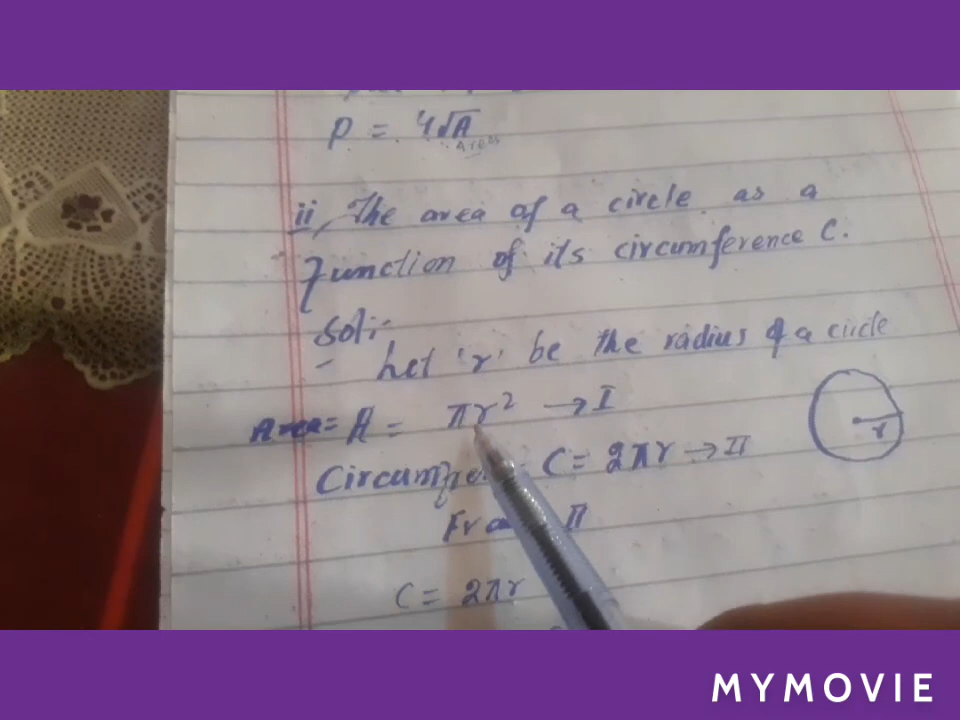 P = 4√A
Area
ii, The area of a circle as a
function of its circumference C.
Sol:-
Let 'r' be the radius of a circle
Area = A = πr² → I
r
C = 2πr → II
II
C = 2πr
MYMOVIE